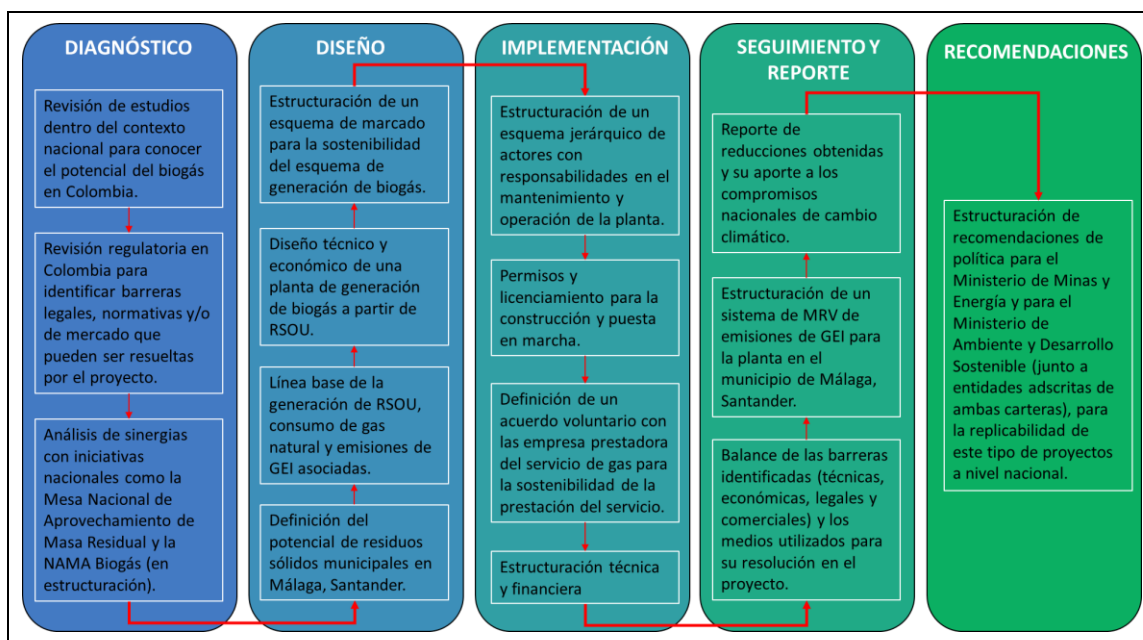 DIAGNÓSTICO
Revisión de estudios
dentro del contexto
nacional para conocer
el potencial del biogás
en Colombia.
Revisión regulatoria en
Colombia para
identificar barreras
legales, normativas y/o
de mercado que
pueden ser resueltas
por el proyecto.
Análisis de sinergias
con iniciativas
nacionales como la
Mesa Nacional de
Aprovechamiento de
Masa Residual y la
NAMA Biogás (en
estructuración).
DISEÑO
Estructuración de un
esquema de marcado
para la sostenibilidad
del esquema de
generación de biogás.
Diseño técnico y
económico de una
planta de generación
de biogás a partir de
RSOU.
Línea base de la
generación de RSOU,
consumo de gas
natural y emisiones de
GEI asociadas.
Definición del
potencial de residuos
sólidos municipales en
Málaga, Santander.
IMPLEMENTACIÓN
Estructuración de un
esquema jerárquico de
actores con
responsabilidades en el
mantenimiento y
operación de la planta.
Permisos y
licenciamiento para la
construcción y puesta
en marcha.
Definición de un
acuerdo voluntario con
las empresa prestadora
del servicio de gas para
la sostenibilidad de la
prestación del servicio.
Estructuración técnica
y financiera
SEGUIMIENTO Y
REPORTE
Reporte de
reducciones obtenidas
y su aporte a los
compromisos
nacionales de cambio
climático.
Estructuración de un
sistema de MRV de
emisiones de GEI para
la planta en el
municipio de Málaga,
Santander.
Balance de las barreras
identificadas (técnicas,
económicas, legales y
comerciales) y los
medios utilizados para
su resolución en el
proyecto.
RECOMENDACIONES
Estructuración de
recomendaciones de
política para el
Ministerio de Minas y
Energía y para el
Ministerio de
Ambiente y Desarrollo
Sostenible (junto a
entidades adscritas de
ambas carteras), para
la replicabilidad de
este tipo de proyectos
a nivel nacional.